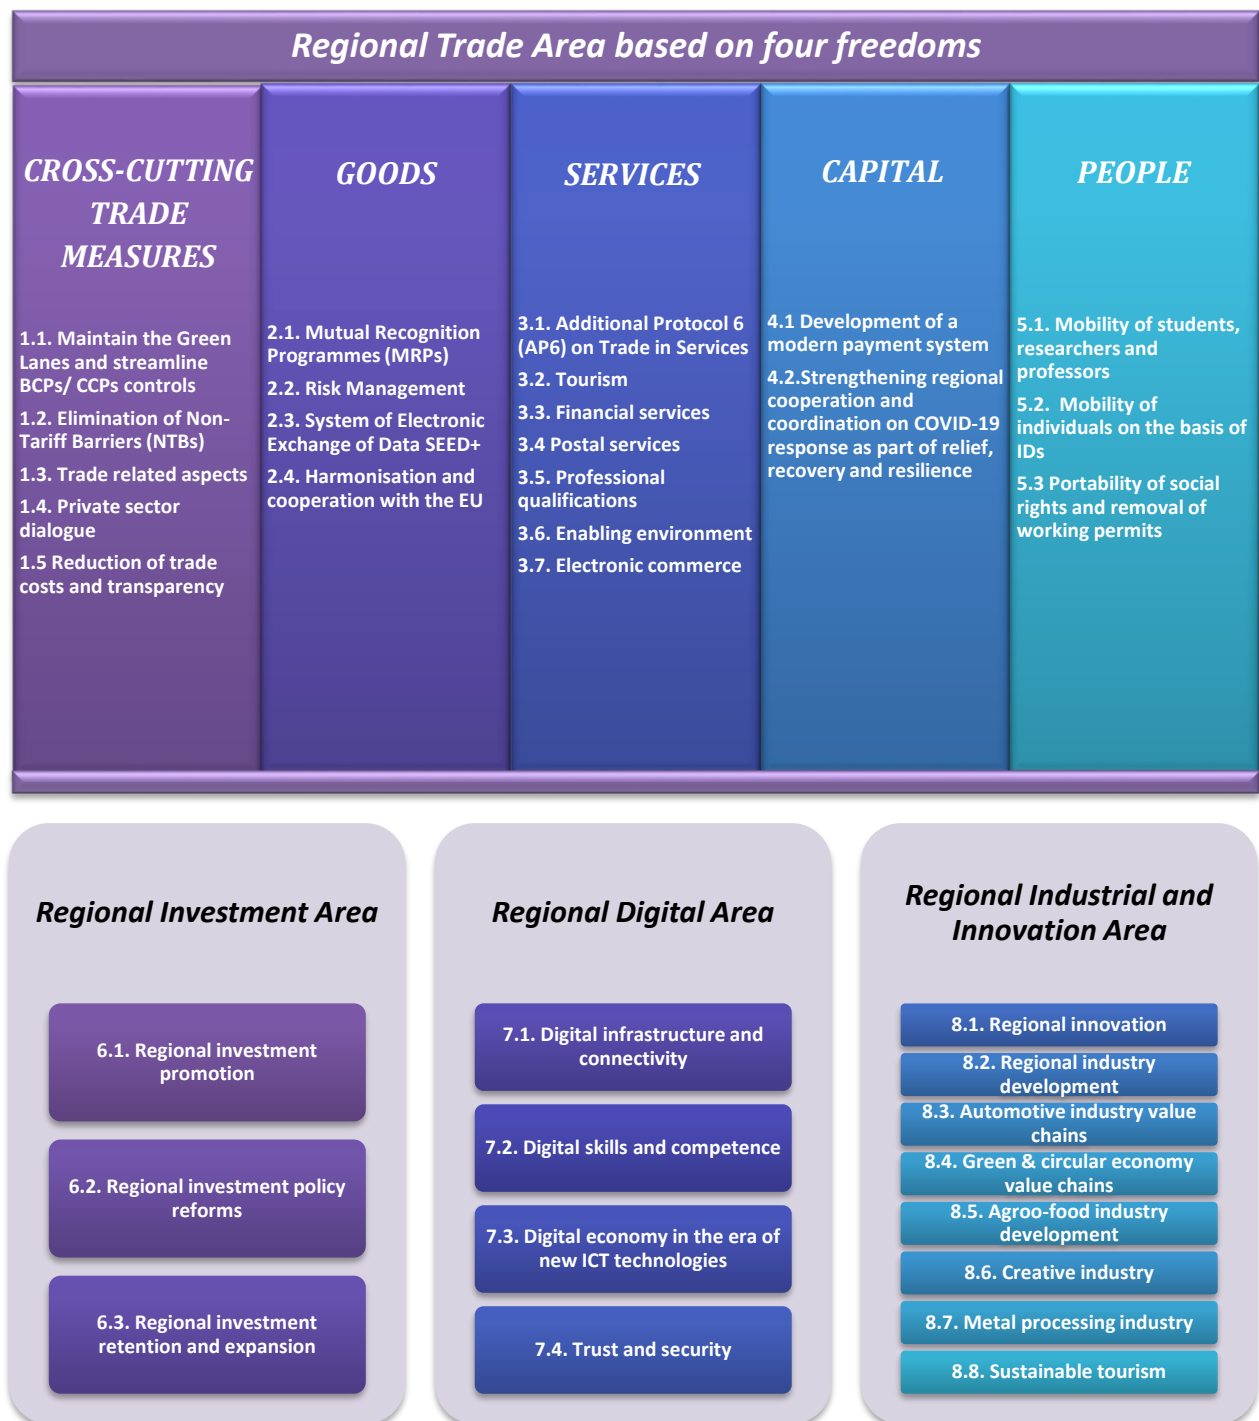 Regional Trade Area based on four freedoms
CROSS-CUTTING
TRADE
MEASURES
1.1. Maintain the Green
Lanes and streamline
BCPs/ CCPs controls
1.2. Elimination of Non-
Tariff Barriers (NTBs)
1.3. Trade related aspects
1.4. Private sector
dialogue
1.5 Reduction of trade
costs and transparency
GOODS
2.1. Mutual Recognition
Programmes (MRPs)
2.2. Risk Management
2.3. System of Electronic
Exchange of Data SEED+
2.4. Harmonisation and
cooperation with the EU
SERVICES
3.1. Additional Protocol 6
(AP6) on Trade in Services
3.2. Tourism
3.3. Financial services
3.4 Postal services
3.5. Professional
qualifications
3.6. Enabling environment
3.7. Electronic commerce
CAPITAL
4.1 Development of a
modern payment system
4.2.Strengthening regional
cooperation and
coordination on COVID-19
response as part of relief,
recovery and resilience
PEOPLE
5.1. Mobility of students,
researchers and
professors
5.2. Mobility of
individuals on the basis of
IDs
5.3 Portability of social
rights and removal of
working permits
Regional Investment Area
6.1. Regional investment
promotion
6.2. Regional investment policy
reforms
6.3. Regional investment
retention and expansion
Regional Digital Area
7.1. Digital infrastructure and
connectivity
7.2. Digital skills and competence
7.3. Digital economy in the era of
new ICT technologies
7.4. Trust and security
Regional Industrial and
Innovation Area
8.1. Regional innovation
8.2. Regional industry
development
8.3. Automotive industry value
chains
8.4. Green & circular economy
value chains
8.5. Agroo-food industry
development
8.6. Creative industry
8.7. Metal processing industry
8.8. Sustainable tourism